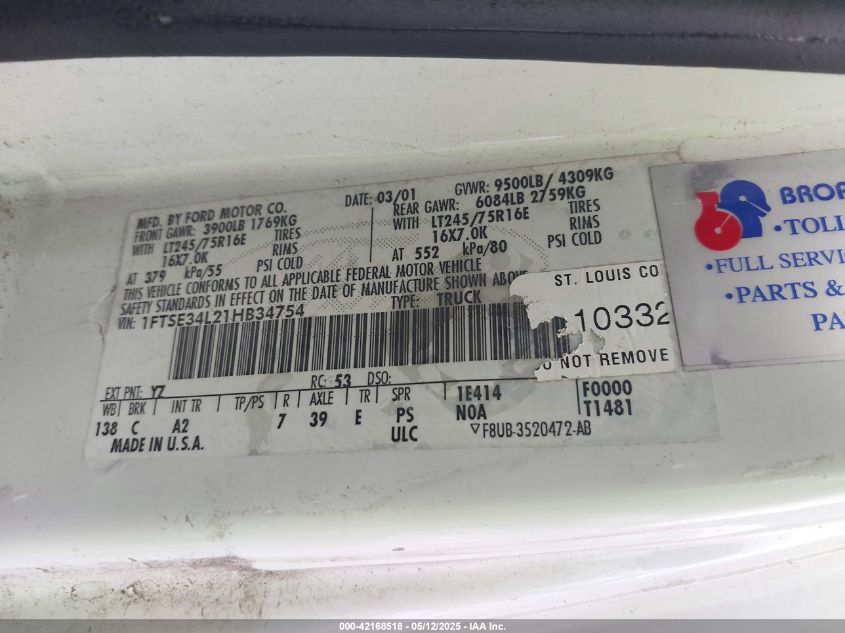 MFD. BY FORD MOTOR CO.
DATE: 03/01
GVWR: 9500LB/ 4309KG
FRONT GAWR: 3900LB 1769KG
REAR GAWR: 6084LB 2759KG
WITH LT245/75R16E TIRES
WITH LT245/75R16E TIRES
16X7.0K RINS
16X7.0K RIMS
AT 379 kPa/55 PSI COLD
AT 552 kPa/80 PSI COLD
THIS VEHICLE CONFORMS TO ALL APPLICABLE FEDERAL MOTOR VEHICLE
SAFETY STANDARDS IN EFFECT ON THE DATE OF MANUFACTURE SHOWN ABOVE
VIN: 1FTSE34L21HB34754
TYPE: TRUCK
ST. LOUIS CO
10332
DO NOT REMOVE
EXT PNT: YZ
RC: 53 DSO:
WB BRK INT TR TP/PS R AXLE TR SPR
138 C A2 7 39 E PS
ULC
1E414
N0A
F0000
T1481
MADE IN U.S.A.
▽F8UB-3520472-AB
BROF
•TOLL
•FULL SERVIC
•PARTS &
PA
000-42168518 - 05/12/2025 - IAA Inc.